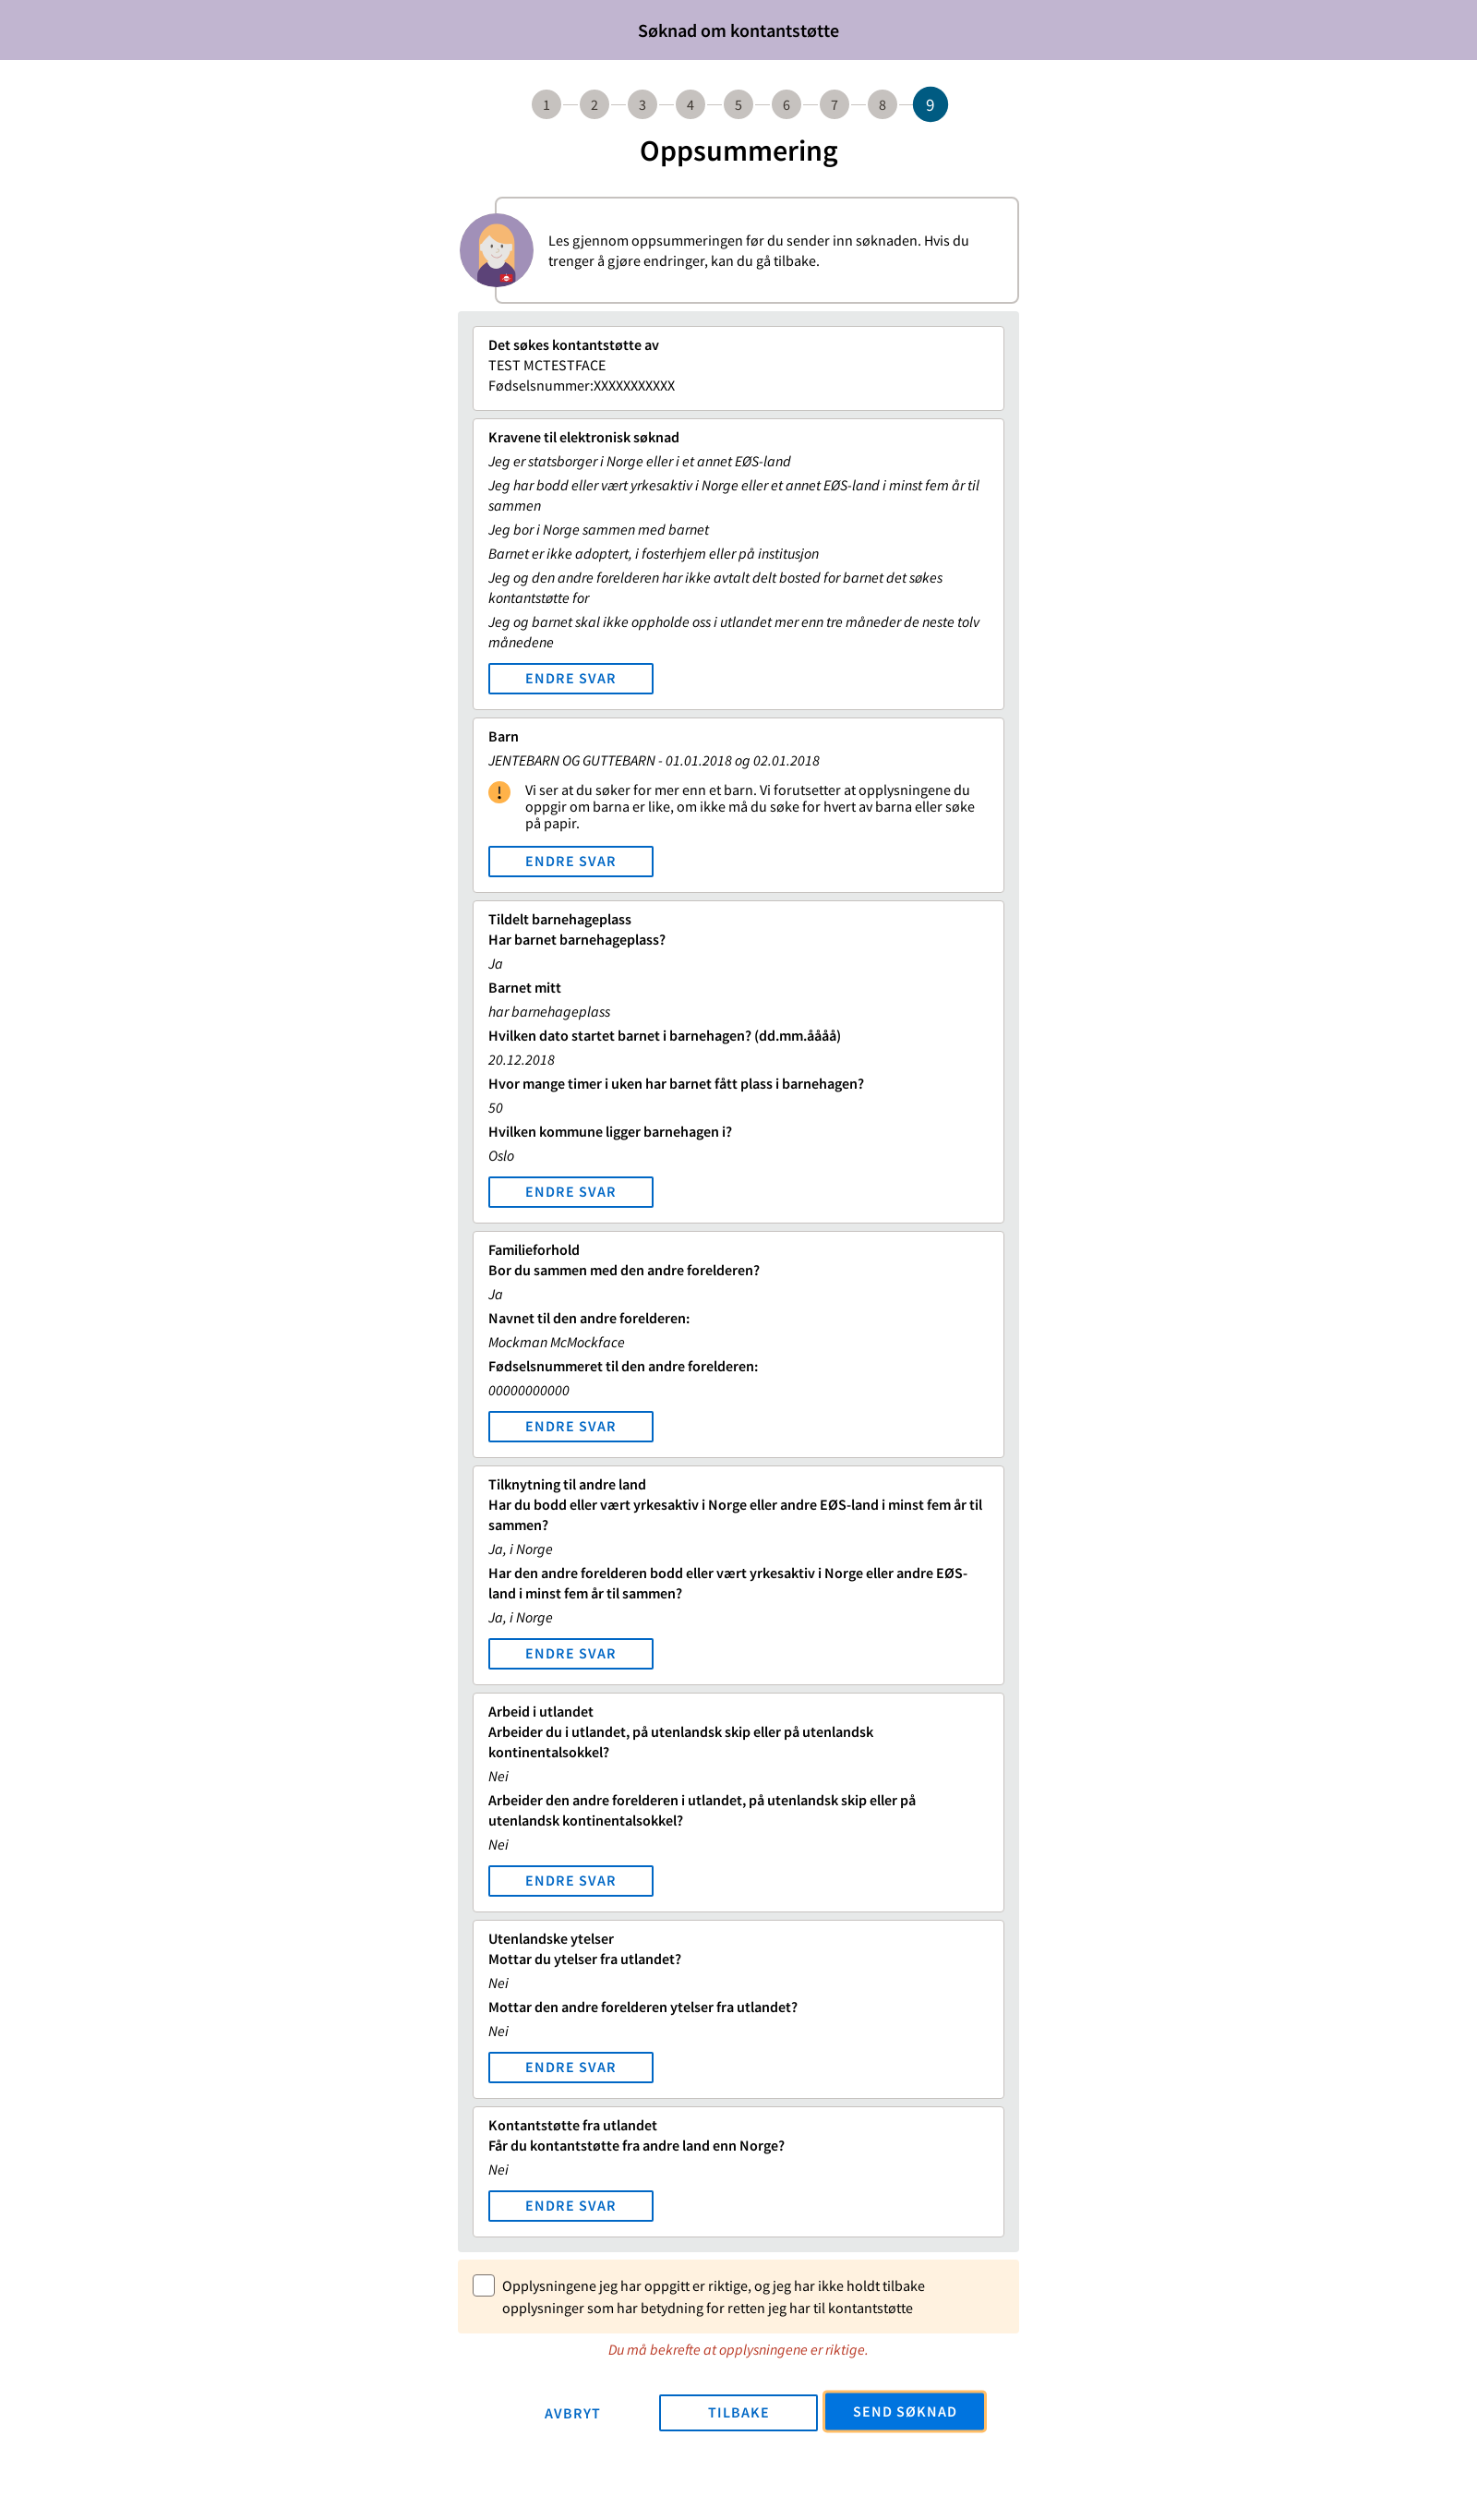 Søknad om kontantstøtte
1 2 3 4 5 6 7 8 9
Oppsummering
Les gjennom oppsummeringen før du sender inn søknaden. Hvis du
trenger å gjøre endringer, kan du gå tilbake.
Det søkes kontantstøtte av
TEST MCTESTFACE
Fødselsnummer:XXXXXXXXXXX
Kravene til elektronisk søknad
Jeg er statsborger i Norge eller i et annet EØS-land
Jeg har bodd eller vært yrkesaktiv i Norge eller et annet EØS-land i minst fem år til
sammen
Jeg bor i Norge sammen med barnet
Barnet er ikke adoptert, i fosterhjem eller på institusjon
Jeg og den andre forelderen har ikke avtalt delt bosted for barnet det søkes
kontantstøtte for
Jeg og barnet skal ikke oppholde oss i utlandet mer enn tre måneder de neste tolv
månedene
ENDRE SVAR
Barn
JENTEBARN OG GUTTEBARN - 01.01.2018 og 02.01.2018
Vi ser at du søker for mer enn et barn. Vi forutsetter at opplysningene du
oppgir om barna er like, om ikke må du søke for hvert av barna eller søke
på papir.
ENDRE SVAR
Tildelt barnehageplass
Har barnet barnehageplass?
Ja
Barnet mitt
har barnehageplass
Hvilken dato startet barnet i barnehagen? (dd.mm.åååå)
20.12.2018
Hvor mange timer i uken har barnet fått plass i barnehagen?
50
Hvilken kommune ligger barnehagen i?
Oslo
ENDRE SVAR
Familieforhold
Bor du sammen med den andre forelderen?
Ja
Navnet til den andre forelderen:
Mockman McMockface
Fødselsnummeret til den andre forelderen:
00000000000
ENDRE SVAR
Tilknytning til andre land
Har du bodd eller vært yrkesaktiv i Norge eller andre EØS-land i minst fem år til
sammen?
Ja, i Norge
Har den andre forelderen bodd eller vært yrkesaktiv i Norge eller andre EØS-
land i minst fem år til sammen?
Ja, i Norge
ENDRE SVAR
Arbeid i utlandet
Arbeider du i utlandet, på utenlandsk skip eller på utenlandsk
kontinentalsokkel?
Nei
Arbeider den andre forelderen i utlandet, på utenlandsk skip eller på
utenlandsk kontinentalsokkel?
Nei
ENDRE SVAR
Utenlandske ytelser
Mottar du ytelser fra utlandet?
Nei
Mottar den andre forelderen ytelser fra utlandet?
Nei
ENDRE SVAR
Kontantstøtte fra utlandet
Får du kontantstøtte fra andre land enn Norge?
Nei
ENDRE SVAR
Opplysningene jeg har oppgitt er riktige, og jeg har ikke holdt tilbake
opplysninger som har betydning for retten jeg har til kontantstøtte
Du må bekrefte at opplysningene er riktige.
AVBRYT TILBAKE SEND SØKNAD